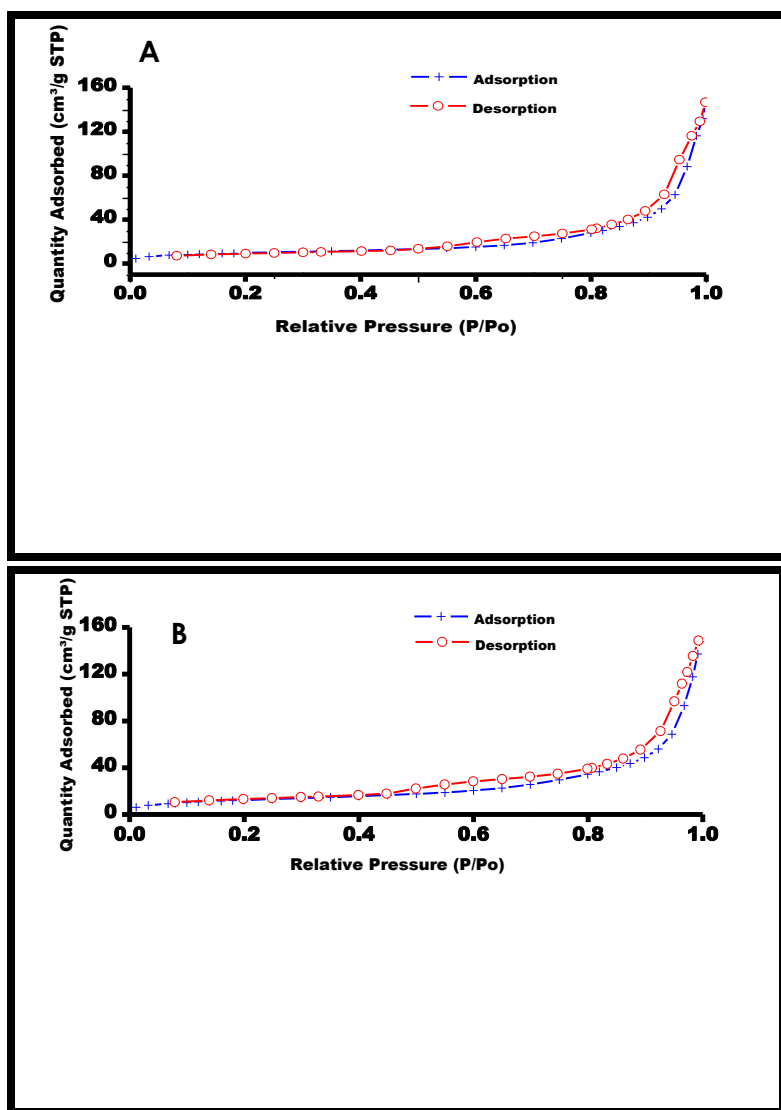 A
Quantity Adsorbed (cm³/g STP)
160
120
80
40
0
Adsorption
Desorption
0.0 0.2 0.4 0.6 0.8 1.0
Relative Pressure (P/Po)
B
Quantity Adsorbed (cm³/g STP)
160
120
80
40
0
Adsorption
Desorption
0.0 0.2 0.4 0.6 0.8 1.0
Relative Pressure (P/Po)